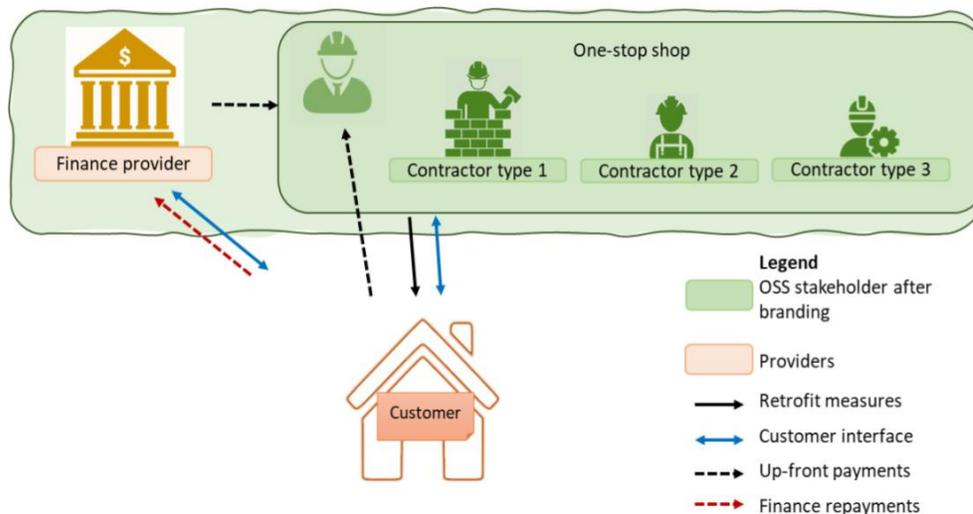 $
One-stop shop
Finance provider
Contractor type 1
Contractor type 2
Contractor type 3
Customer
Legend
OSS stakeholder after
branding
Providers
Retrofit measures
Customer interface
Up-front payments
Finance repayments